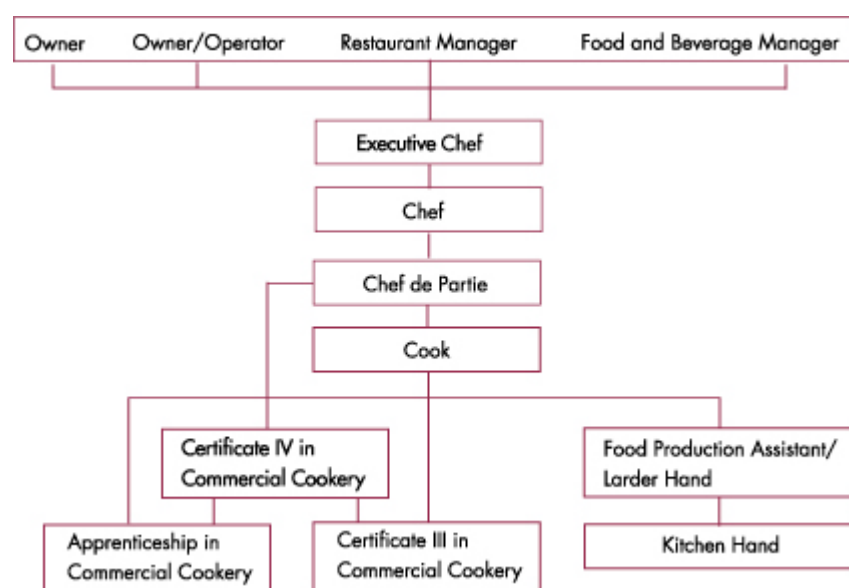 Owner Owner/Operator Restaurant Manager Food and Beverage Manager
Executive Chef
Chef
Chef de Partie
Cook
Certificate IV in
Commercial Cookery
Food Production Assistant/
Larder Hand
Apprenticeship in
Commercial Cookery
Certificate III in
Commercial Cookery
Kitchen Hand